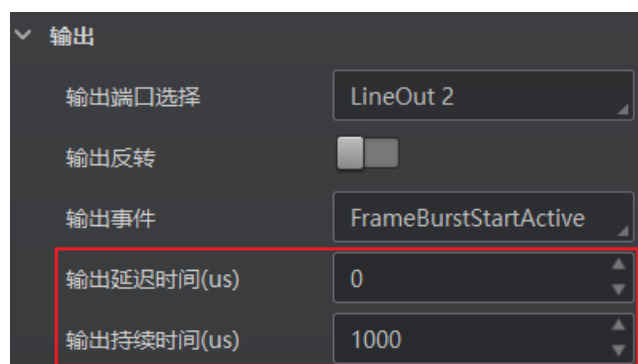 输出
输出端口选择 LineOut 2
输出反转
输出事件 FrameBurstStartActive
输出延迟时间(us) 0
输出持续时间(us) 1000